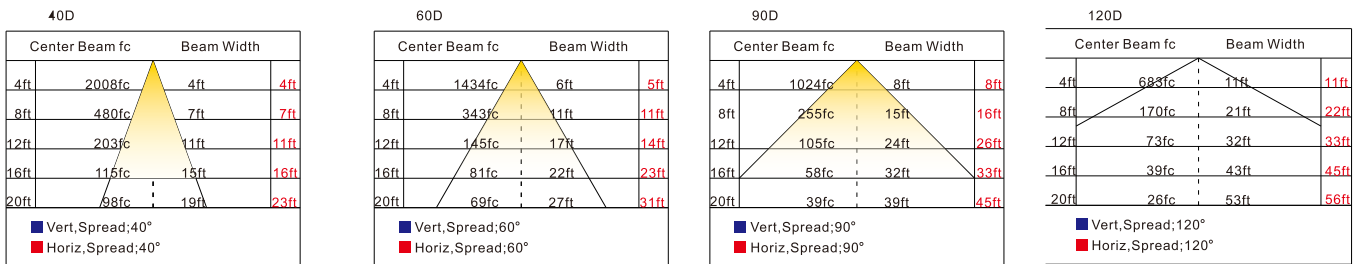 40D
Center Beam fc Beam Width
4ft 2008fc 4ft 4ft
8ft 480fc 7ft 7ft
12ft 203fc 11ft 11ft
16ft 115fc 15ft 16ft
20ft 98fc 19ft 23ft
Vert,Spread;40°
Horiz,Spread;40°
60D
Center Beam fc Beam Width
4ft 1434fc 6ft 5ft
8ft 343fc 11ft 11ft
12ft 145fc 17ft 14ft
16ft 81fc 22ft 23ft
20ft 69fc 27ft 31ft
Vert,Spread;60°
Horiz,Spread;60°
90D
Center Beam fc Beam Width
4ft 1024fc 8ft 8ft
8ft 255fc 15ft 16ft
12ft 105fc 24ft 26ft
16ft 58fc 32ft 33ft
20ft 39fc 39ft 45ft
Vert,Spread;90°
Horiz,Spread;90°
120D
Center Beam fc Beam Width
4ft 683fc 11ft 11ft
8ft 170fc 21ft 22ft
12ft 73fc 32ft 33ft
16ft 39fc 43ft 45ft
20ft 26fc 53ft 56ft
Vert,Spread;120°
Horiz,Spread;120°